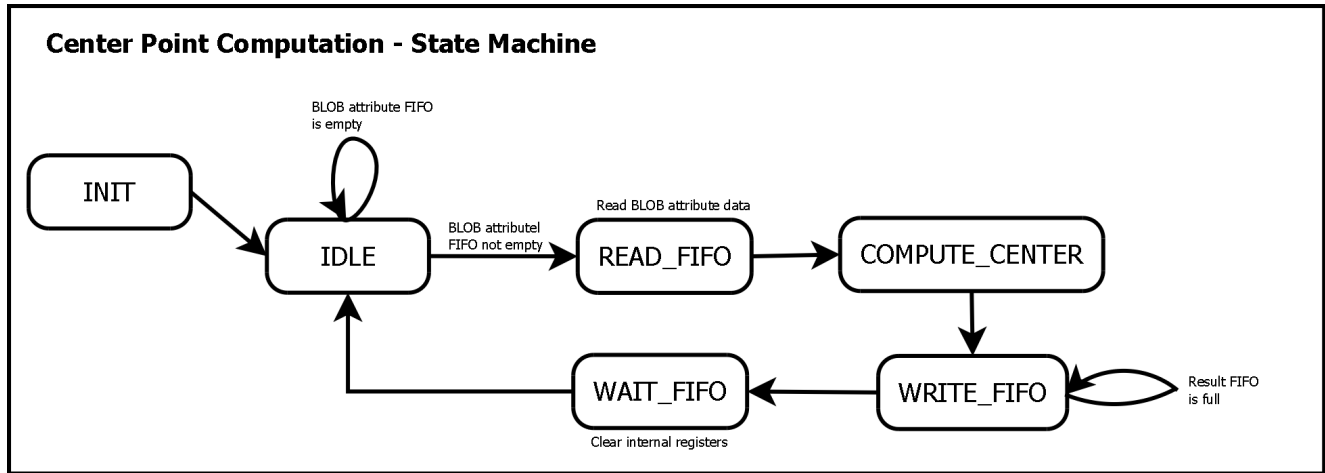 Center Point Computation - State Machine
BLOB attribute FIFO
is empty
INIT
IDLE
BLOB attributel
FIFO not empty
Read BLOB attribute data
READ_FIFO
COMPUTE_CENTER
WAIT_FIFO
Clear internal registers
WRITE_FIFO
Result FIFO
is full